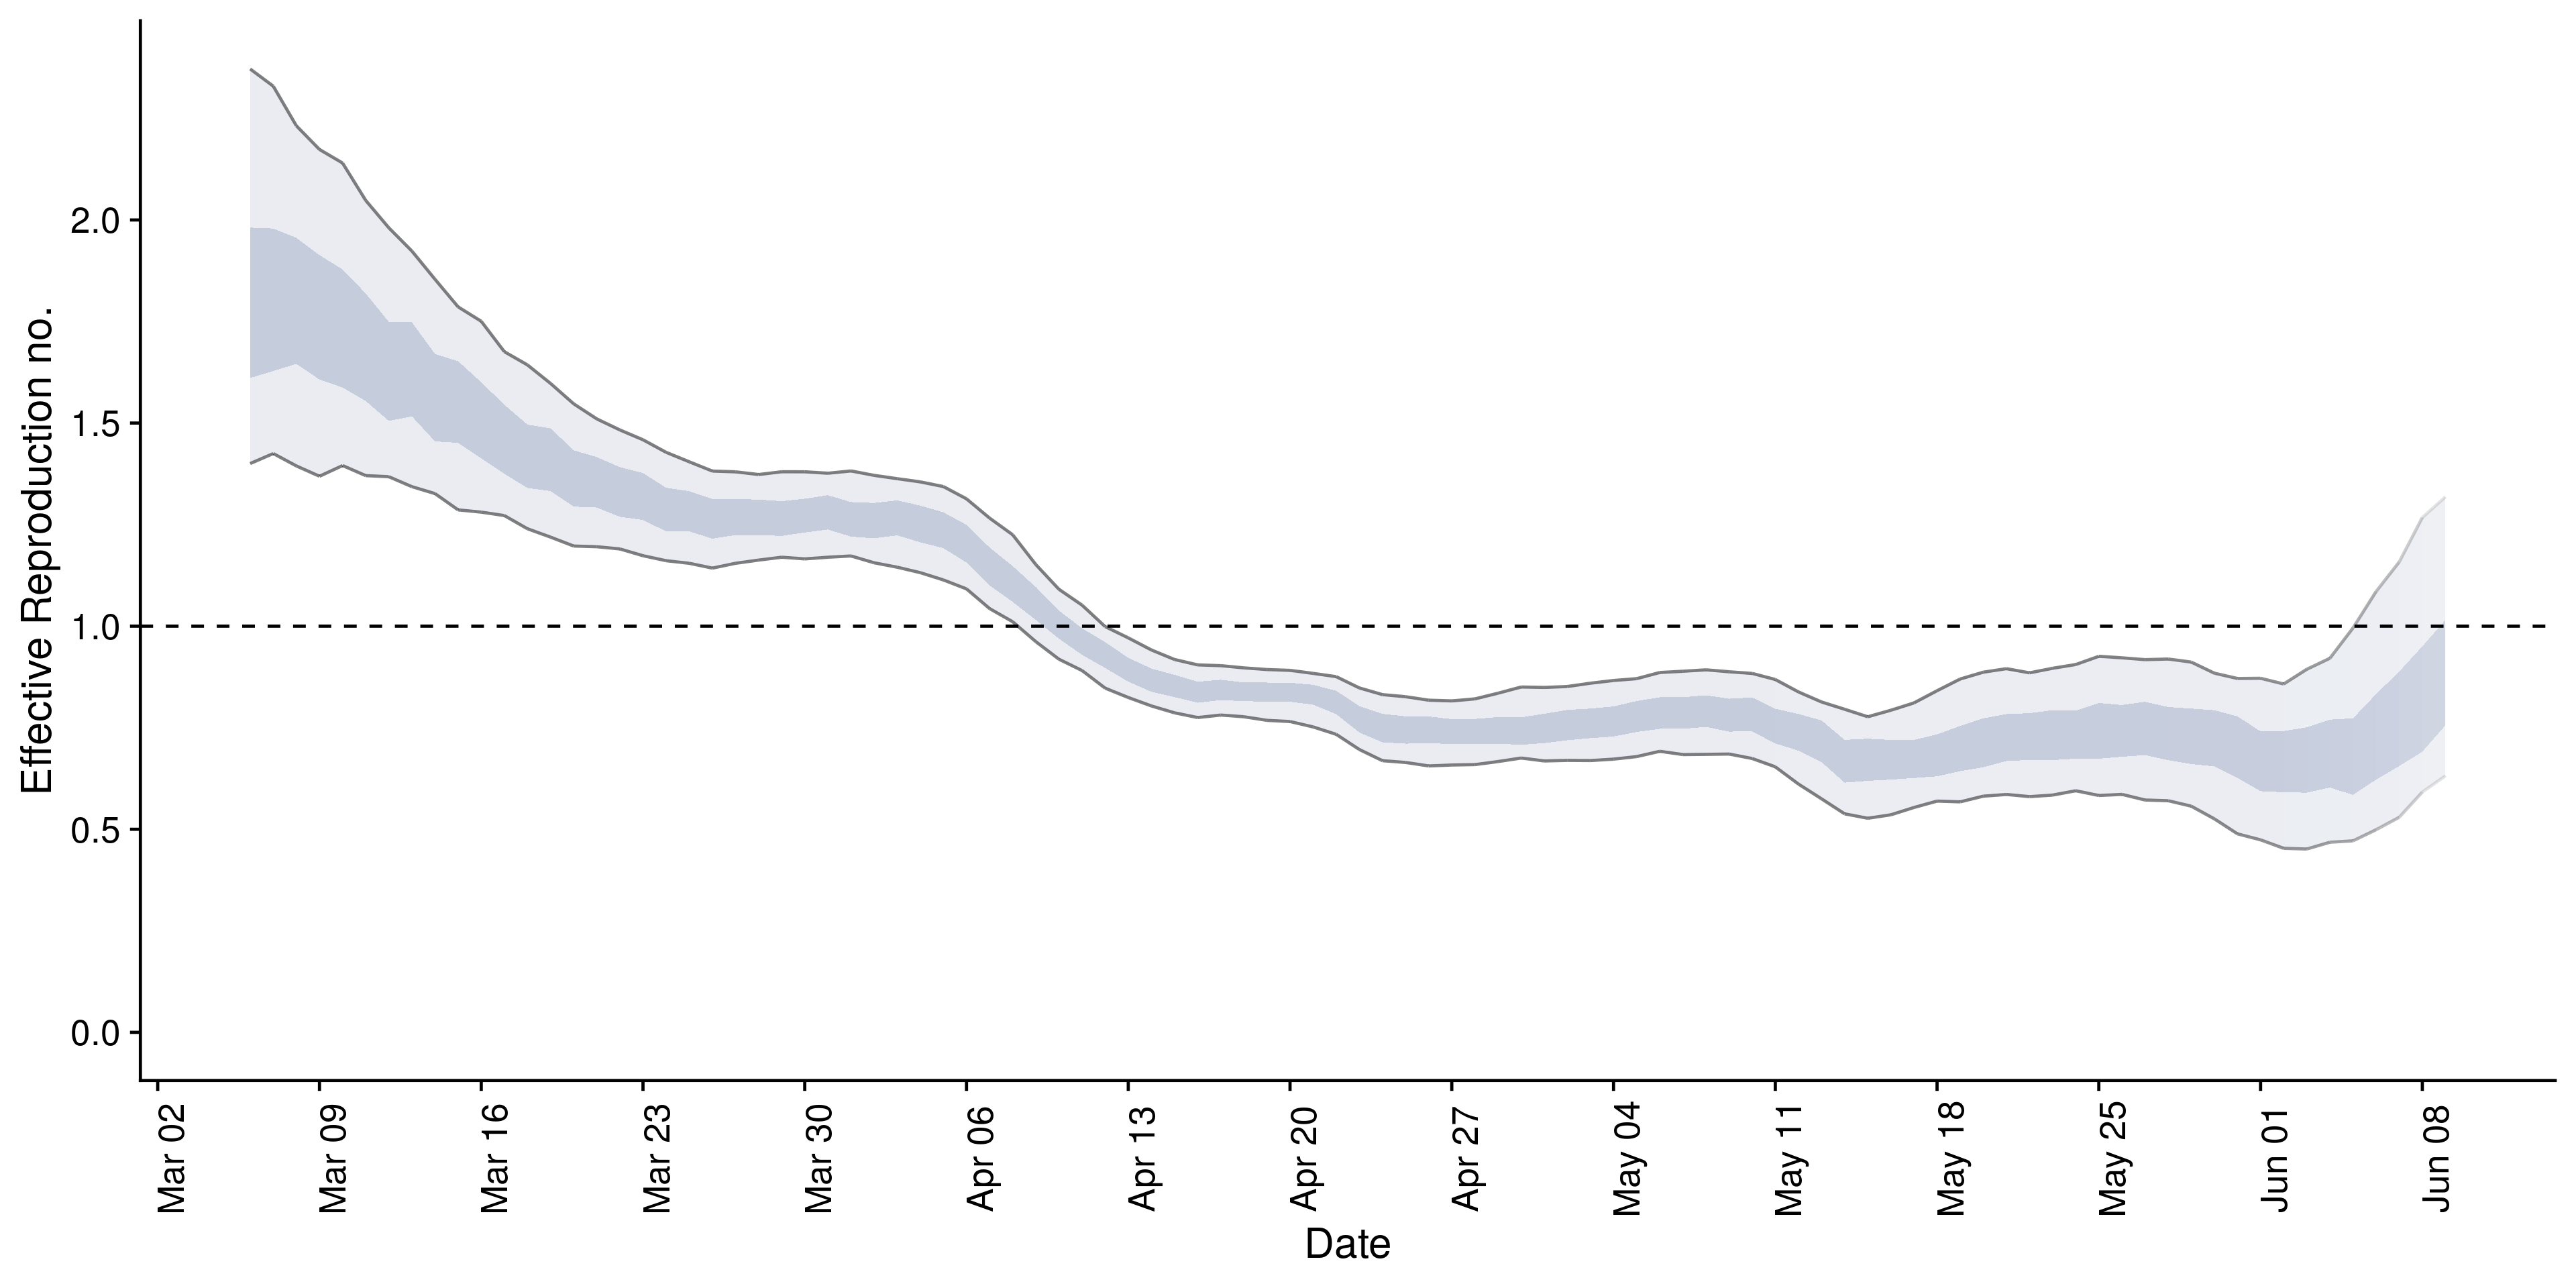 Effective Reproduction no.
2.0
1.5
1.0
0.5
0.0
Mar 02
Mar 09
Mar 16
Mar 23
Mar 30
Apr 06
Apr 13
Apr 20
Apr 27
May 04
May 11
May 18
May 25
Jun 01
Jun 08
Date